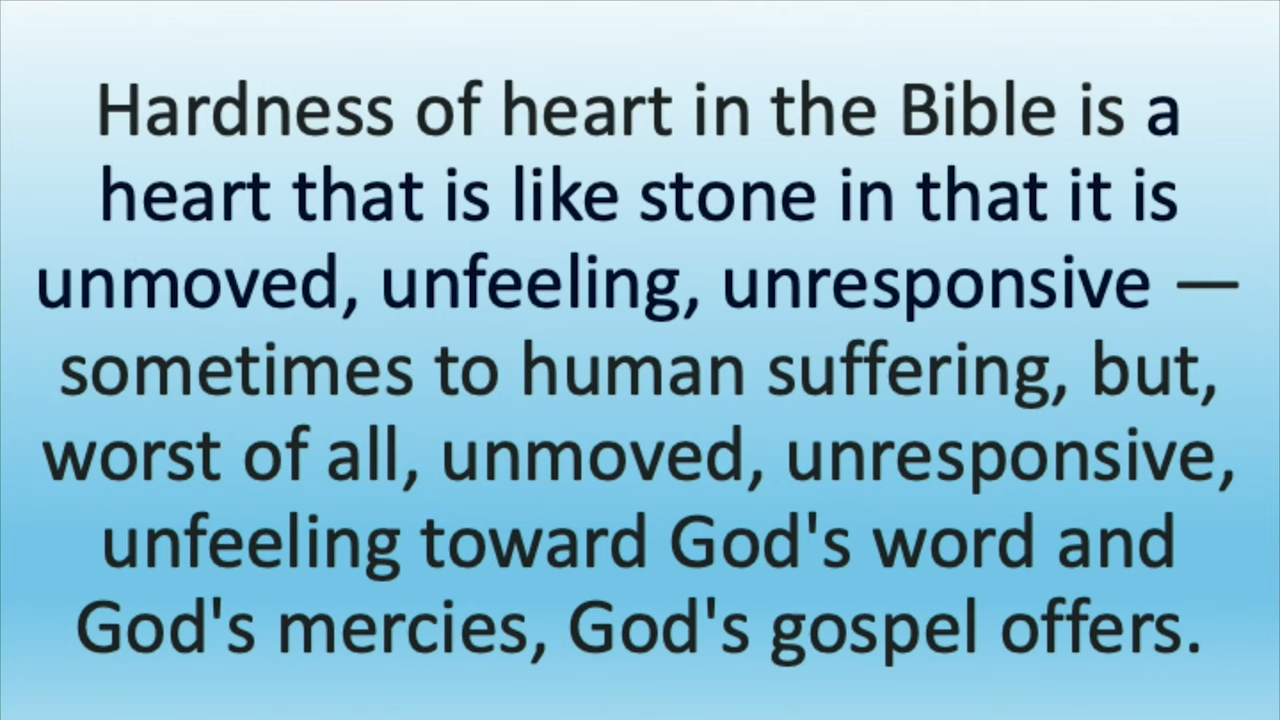 Hardness of heart in the Bible is a
heart that is like stone in that it is
unmoved, unfeeling, unresponsive —
sometimes to human suffering, but,
worst of all, unmoved, unresponsive,
unfeeling toward God's word and
God's mercies, God's gospel offers.